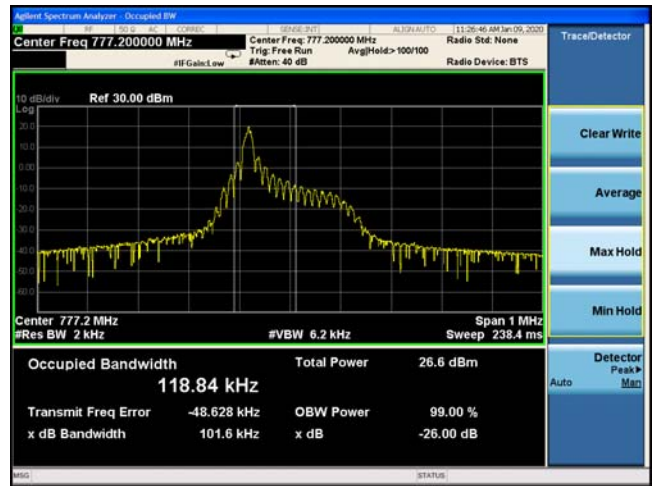 Agilent Spectrum Analyzer - Occupied BW
RF 50 Ω AC CORREC SENSE:INT ALIGN AUTO 11:26:46 AM Jan 09, 2020
Center Freq 777.200000 MHz
Center Freq: 777.200000 MHz
Radio Std: None
Trig: Free Run Avg|Hold:> 100/100
#IFGain:Low #Atten: 40 dB Radio Device: BTS
Trace/Detector
10 dB/div Ref 30.00 dBm
Log
20.0
10.0
0.00
-10.0
-20.0
-30.0
-40.0
-50.0
-60.0
Center 777.2 MHz Span 1 MHz
#Res BW 2 kHz #VBW 6.2 kHz Sweep 238.4 ms
Occupied Bandwidth Total Power 26.6 dBm
118.84 kHz
Transmit Freq Error -48.628 kHz OBW Power 99.00 %
x dB Bandwidth 101.6 kHz x dB -26.00 dB
Clear Write
Average
Max Hold
Min Hold
Detector
Peak▶
Auto Man
MSG STATUS